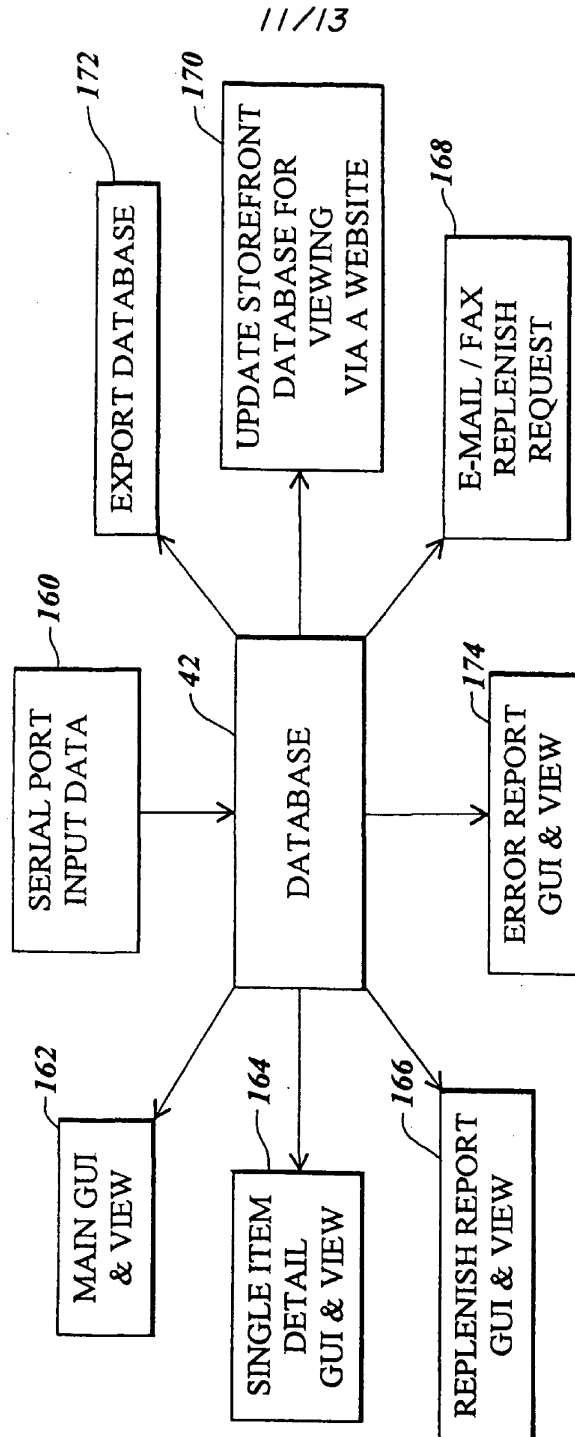 11/13
172
EXPORT DATABASE
170
UPDATE STOREFRONT
DATABASE FOR
VIEWING
VIA A WEBSITE
168
E-MAIL / FAX
REPLENISH
REQUEST
160
SERIAL PORT
INPUT DATA
42
DATABASE
174
ERROR REPORT
GUI & VIEW
162
MAIN GUI
& VIEW
164
SINGLE ITEM
DETAIL
GUI & VIEW
166
REPLENISH REPORT
GUI & VIEW